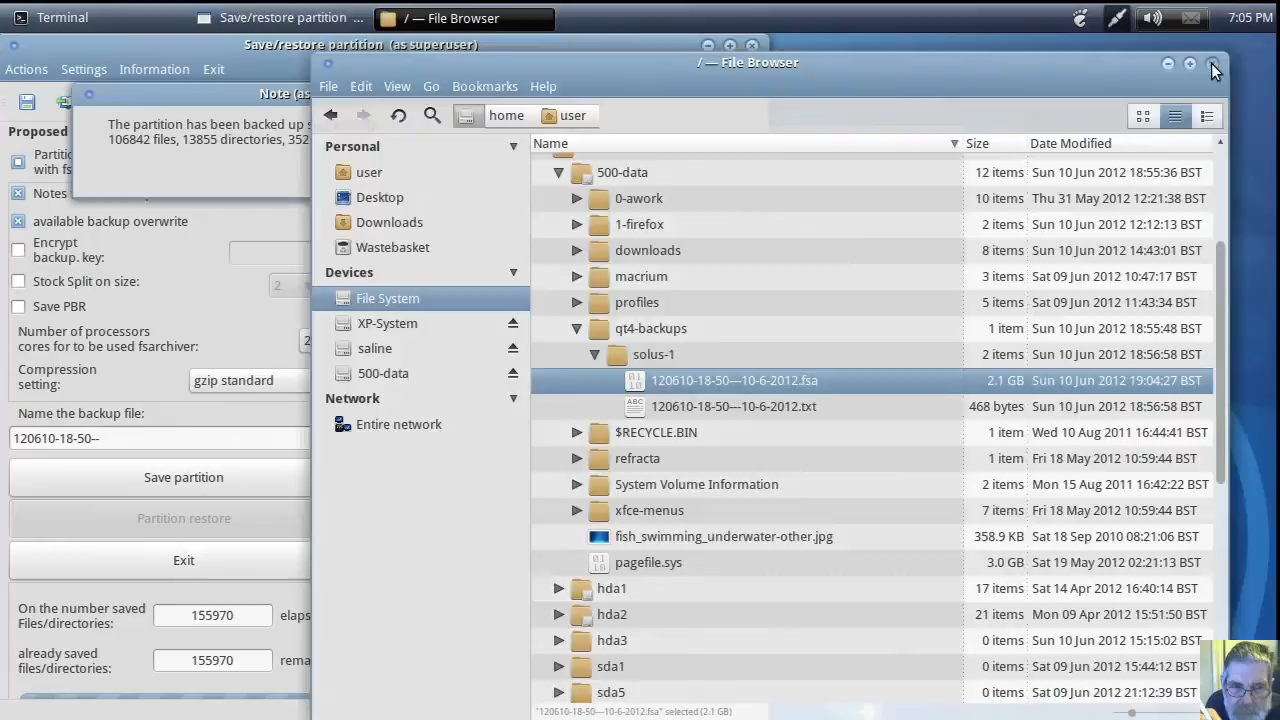 Terminal
Save/restore partition ...
/ — File Browser
7:05 PM
Save/restore partition (as superuser)
Actions Settings Information Exit
Note (as
The partition has been backed up s
106842 files, 13855 directories, 352
Proposed
Partiti
with fs
Notes
available backup overwrite
Encrypt
backup. key:
Stock Split on size:
2
Save PBR
Number of processors
cores for to be used fsarchiver:
2
Compression
setting:
gzip standard
Name the backup file:
120610-18-50--
Save partition
Partition restore
Exit
On the number saved
Files/directories:
155970
elaps
already saved
files/directories:
155970
rema
/ — File Browser
File Edit View Go Bookmarks Help
home user
Personal
user
Desktop
Downloads
Wastebasket
Devices
File System
XP-System
saline
500-data
Network
Entire network
Name Size Date Modified
500-data 12 items Sun 10 Jun 2012 18:55:36 BST
0-awork 10 items Thu 31 May 2012 12:21:38 BST
1-firefox 2 items Sun 10 Jun 2012 12:12:13 BST
downloads 8 items Sun 10 Jun 2012 14:43:01 BST
macrium 3 items Sat 09 Jun 2012 10:47:17 BST
profiles 5 items Sat 09 Jun 2012 11:43:34 BST
qt4-backups 1 item Sun 10 Jun 2012 18:55:48 BST
solus-1 2 items Sun 10 Jun 2012 18:56:58 BST
120610-18-50---10-6-2012.fsa 2.1 GB Sun 10 Jun 2012 19:04:27 BST
120610-18-50---10-6-2012.txt 468 bytes Sun 10 Jun 2012 18:56:58 BST
$RECYCLE.BIN 1 item Wed 10 Aug 2011 16:44:41 BST
refracta 1 item Fri 18 May 2012 10:59:44 BST
System Volume Information 2 items Mon 15 Aug 2011 16:42:22 BST
xfce-menus 7 items Fri 18 May 2012 10:59:44 BST
fish_swimming_underwater-other.jpg 358.9 KB Sat 18 Sep 2010 08:21:06 BST
pagefile.sys 3.0 GB Sat 19 May 2012 02:21:13 BST
hda1 17 items Sat 14 Apr 2012 16:40:14 BST
hda2 21 items Mon 09 Apr 2012 15:51:50 BST
hda3 0 items Sun 10 Jun 2012 15:15:02 BST
sda1 0 items Sat 09 Jun 2012 15:44:12 BST
sda5 0 items Sat 09 Jun 2012 21:12:39 BST
"120610-18-50---10-6-2012.fsa" selected (2.1 GB)